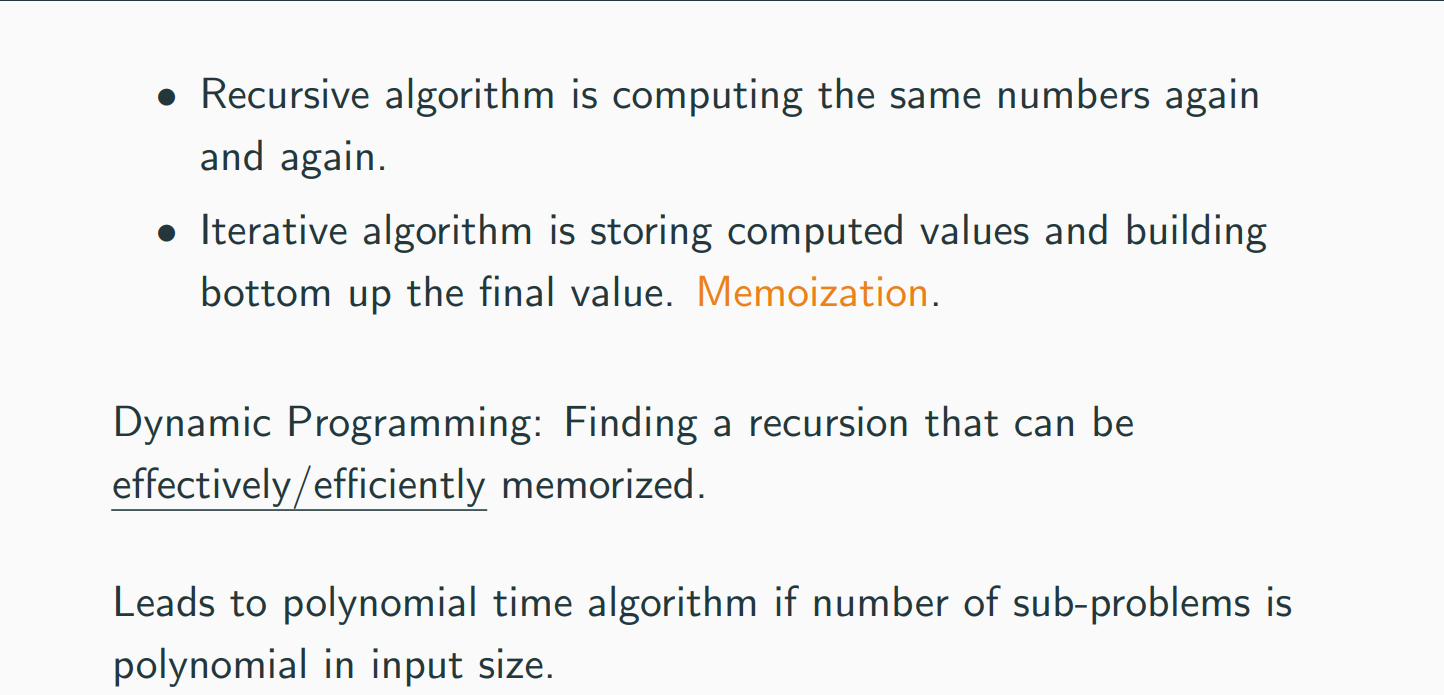 • Recursive algorithm is computing the same numbers again
and again.
• Iterative algorithm is storing computed values and building
bottom up the final value. Memoization.
Dynamic Programming: Finding a recursion that can be
effectively/efficiently memorized.
Leads to polynomial time algorithm if number of sub-problems is
polynomial in input size.